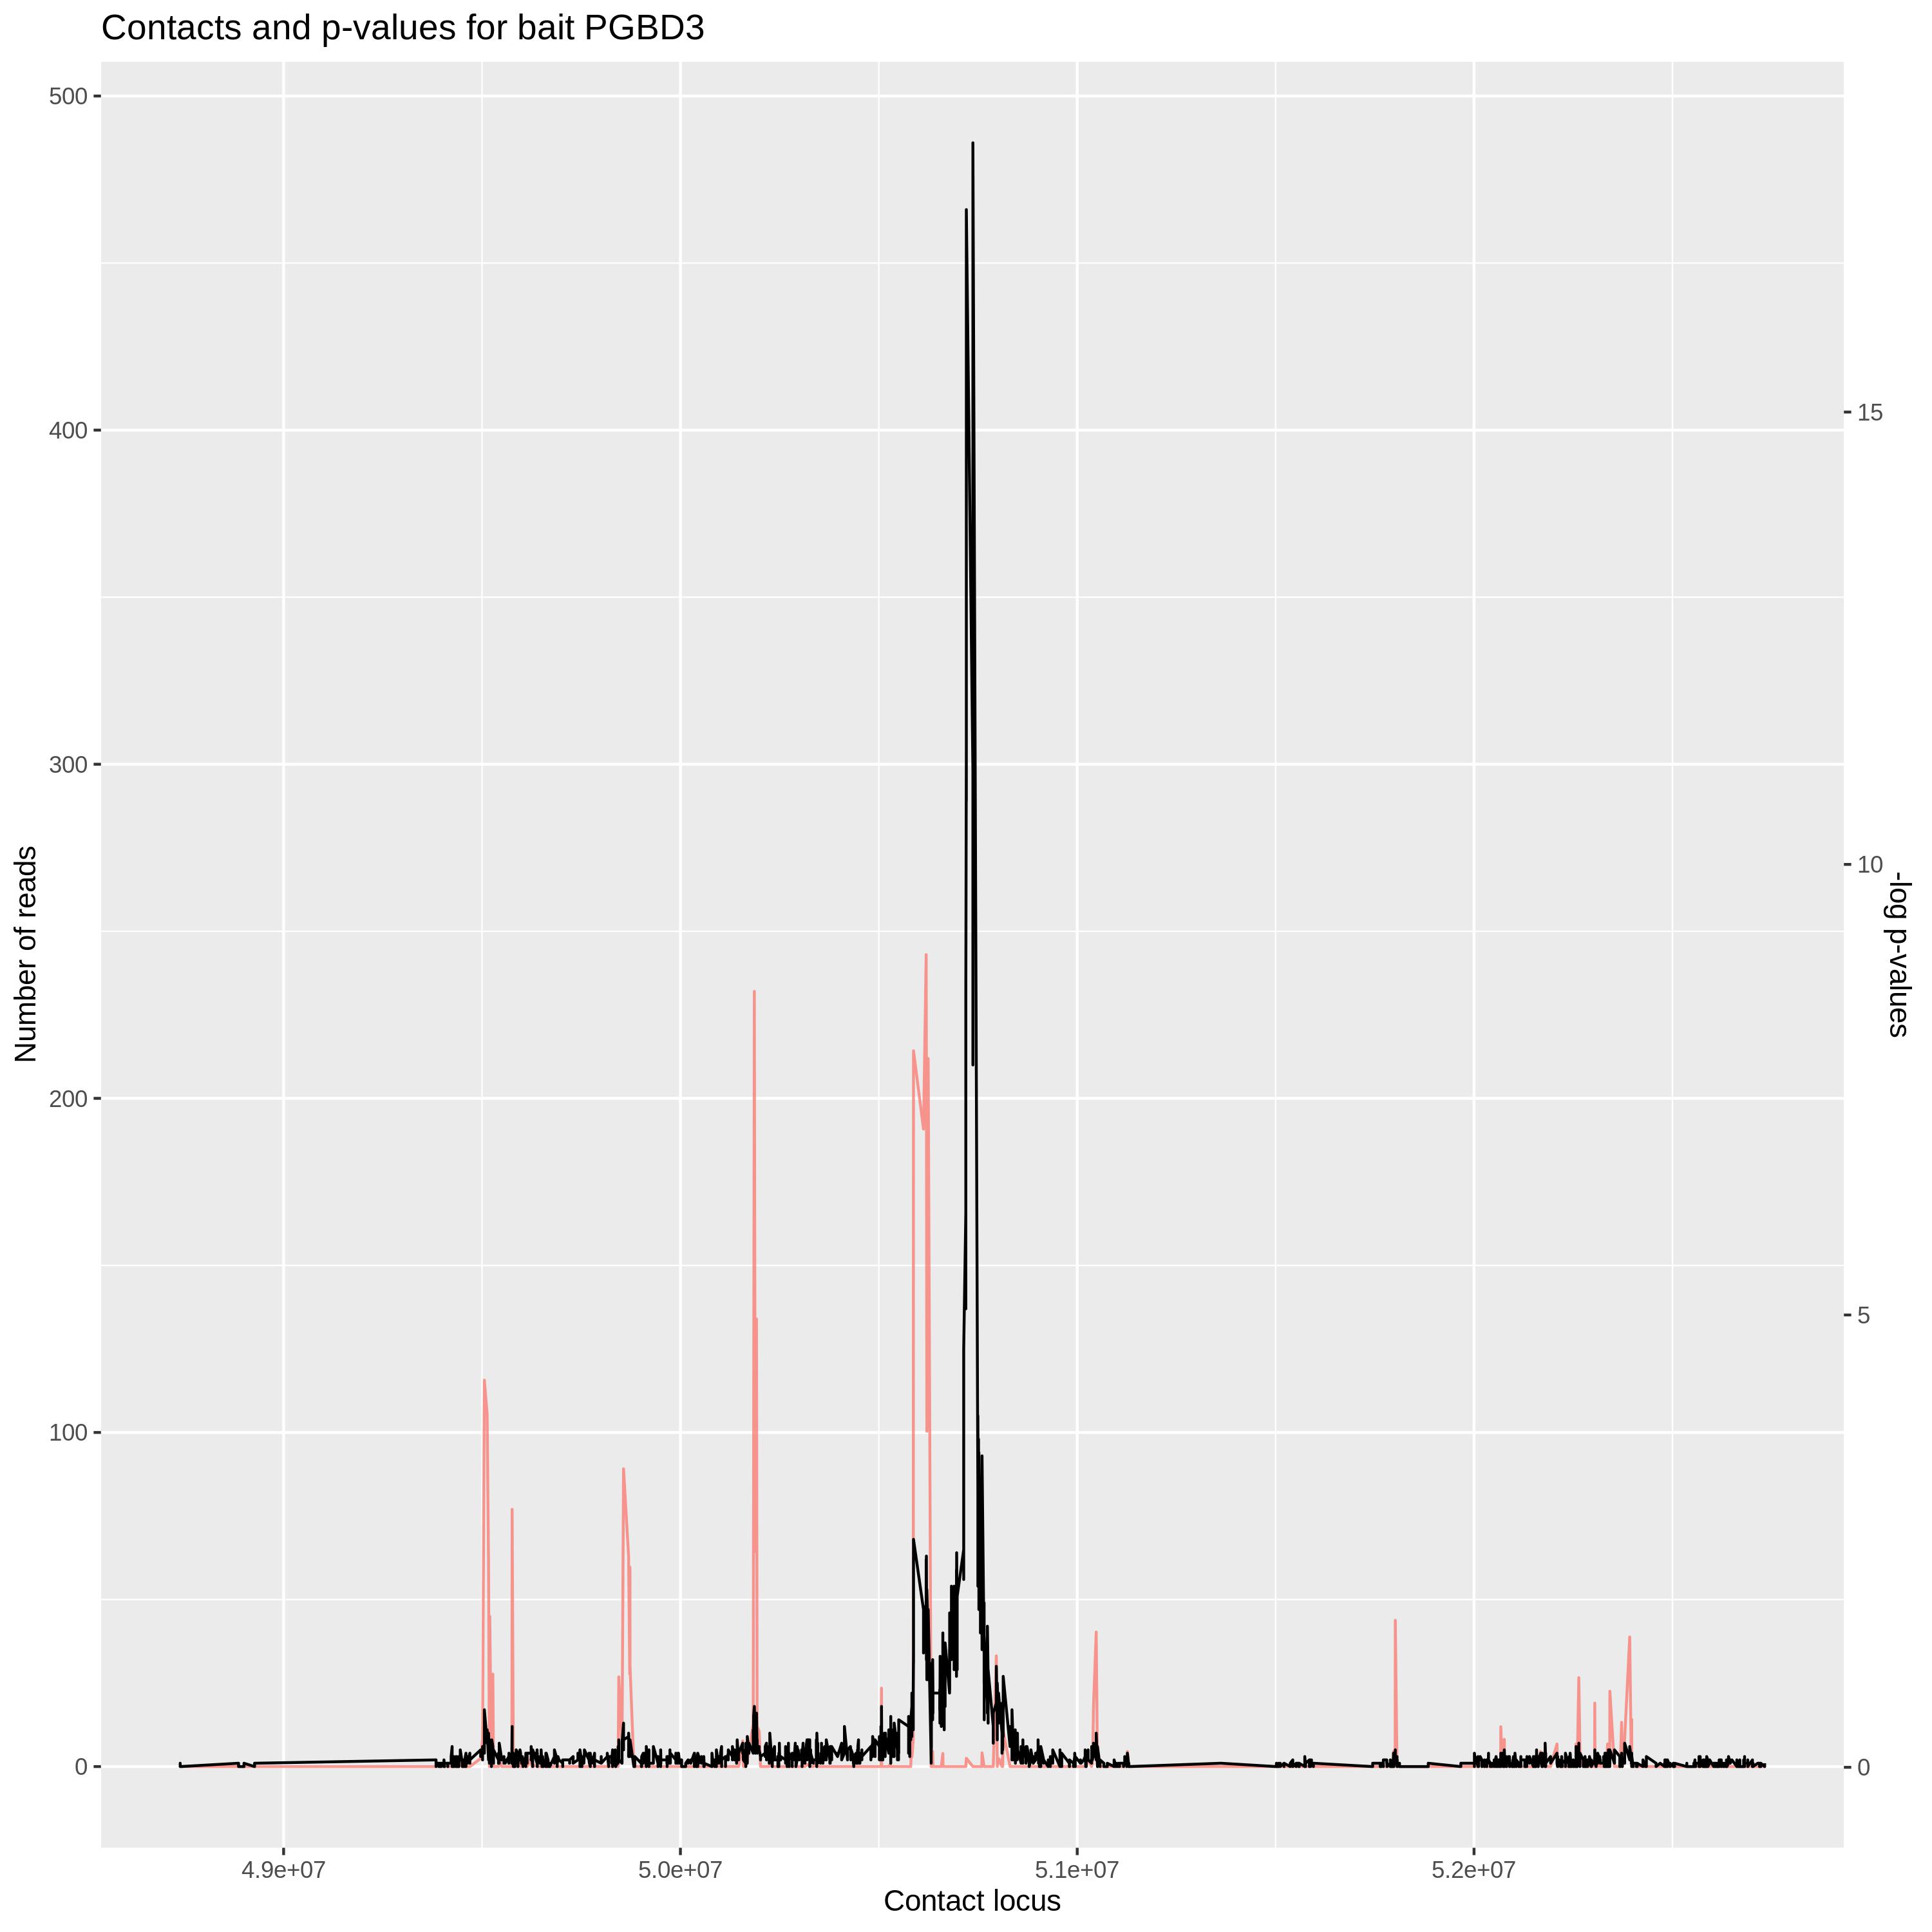 Contacts and p-values for bait PGBD3
500
400
300
200
100
0
Number of reads
15
10
5
0
-log p-values
4.9e+07
5.0e+07
5.1e+07
5.2e+07
Contact locus